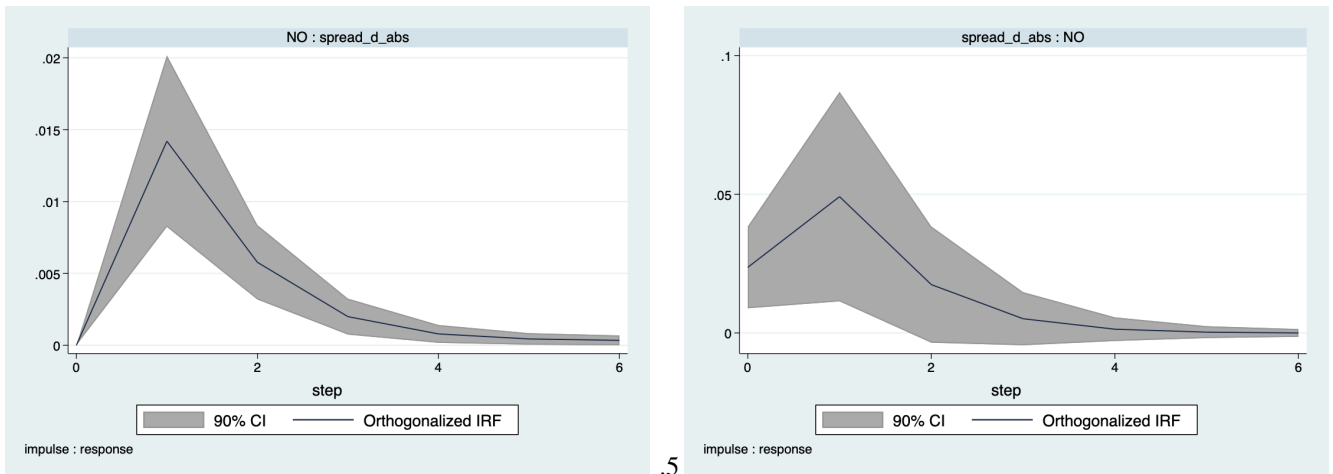 NO : spread_d_abs
.02
.015
.01
.005
0
0 2 4 6
step
90% CI Orthogonalized IRF
impulse : response
.5
spread_d_abs : NO
.1
.05
0
0 2 4 6
step
90% CI Orthogonalized IRF
impulse : response